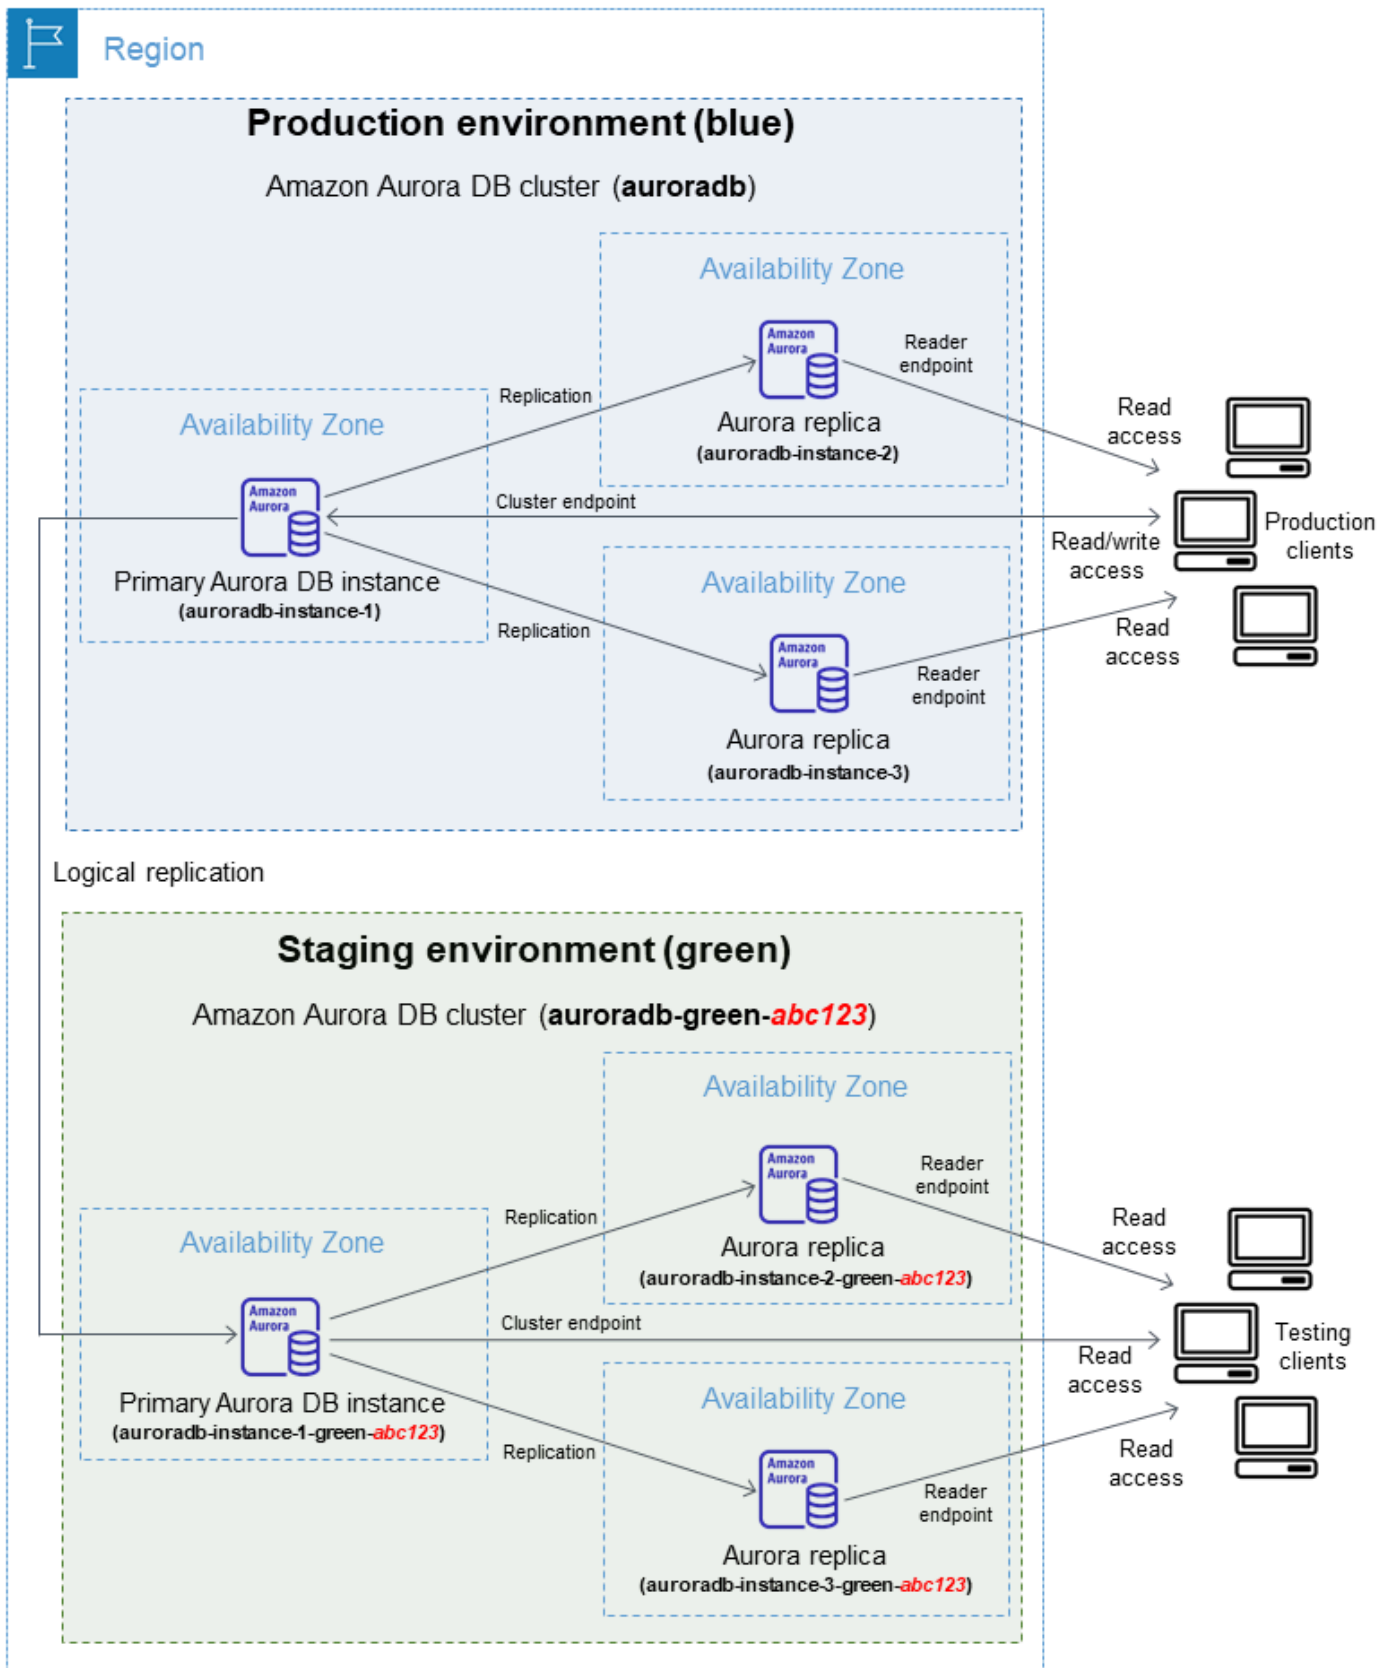 Region
Production environment (blue)
Amazon Aurora DB cluster (auroradb)
Availability Zone
Amazon
Aurora
Reader
endpoint
Aurora replica
(auroradb-instance-2)
Replication
Availability Zone
Amazon
Aurora
Primary Aurora DB instance
(auroradb-instance-1)
Cluster endpoint
Replication
Availability Zone
Amazon
Aurora
Reader
endpoint
Aurora replica
(auroradb-instance-3)
Read
access
Read/write
access
Read
access
Production
clients
Logical replication
Staging environment (green)
Amazon Aurora DB cluster (auroradb-green-abc123)
Availability Zone
Amazon
Aurora
Reader
endpoint
Aurora replica
(auroradb-instance-2-green-abc123)
Replication
Availability Zone
Amazon
Aurora
Primary Aurora DB instance
(auroradb-instance-1-green-abc123)
Cluster endpoint
Replication
Availability Zone
Amazon
Aurora
Reader
endpoint
Aurora replica
(auroradb-instance-3-green-abc123)
Read
access
Read
access
Read
access
Testing
clients